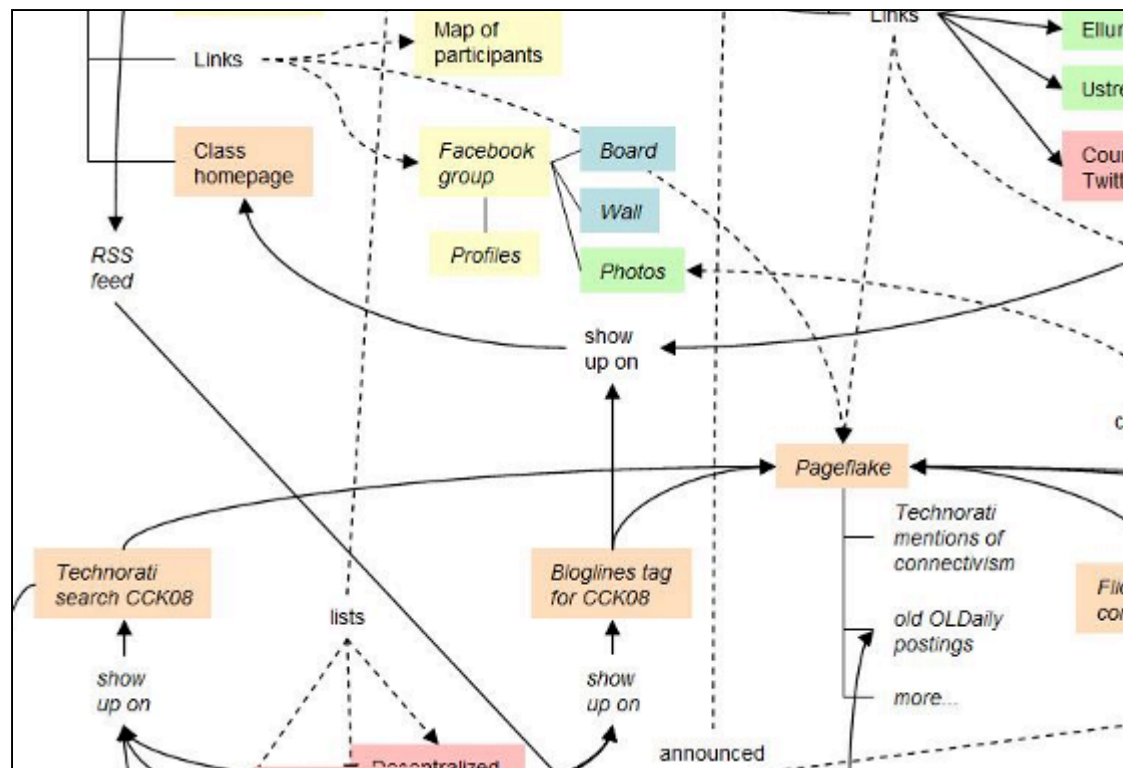 Map of
participants
Links
Links
Class
homepage
Facebook
group
Board
Wall
Profiles
Photos
RSS
feed
show
up on
Pageflake
Technorati
mentions of
connectivism
old OLDaily
postings
more...
Technorati
search CCK08
Bloglines tag
for CCK08
lists
show
up on
show
up on
announced
Decentralized